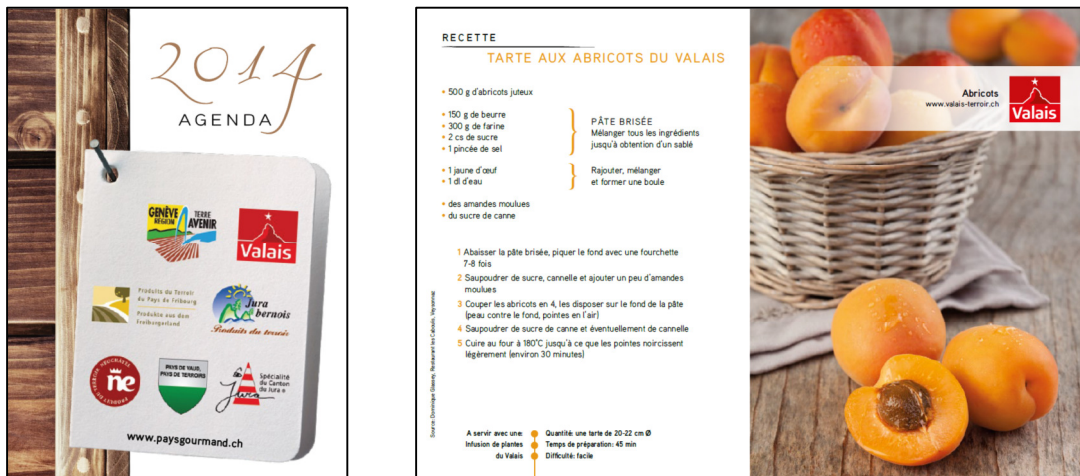 2014
AGENDA
GENÈVE
RÉGION
TERRE
AVENIR
Valais
Produits du Terroir
du Pays de Fribourg
Produkte aus dem
Freiburgerland
Jura
bernois
Produits du terroir
ne
PAYS DE VAUD,
PAYS DE TERROIRS
Spécialité
du Canton
du Jura
Jura
www.paysgourmand.ch
RECETTE
TARTE AUX ABRICOTS DU VALAIS
• 500 g d'abricots juteux
• 150 g de beurre
• 300 g de farine
• 2 cs de sucre
• 1 pincée de sel
PÂTE BRISÉE
Mélanger tous les ingrédients
jusqu'à obtention d'un sablé
• 1 jaune d'œuf
• 1 dl d'eau
Rajouter, mélanger
et former une boule
• des amandes moulues
• du sucre de canne
1 Abaisser la pâte brisée, piquer le fond avec une fourchette
7-8 fois
2 Saupoudrer de sucre, cannelle et ajouter un peu d'amandes
moulues
3 Couper les abricots en 4, les disposer sur le fond de la pâte
(peau contre le fond, pointes en l'air)
4 Saupoudrer de sucre de canne et éventuellement de cannelle
5 Cuire au four à 180°C jusqu'à ce que les pointes noircissent
légèrement (environ 30 minutes)
A servir avec une
Infusion de plantes
du Valais
Quantité: une tarte de 20-22 cm Ø
Temps de préparation: 45 min
Difficulté: facile
Abricots
www.valais-terroir.ch
Valais